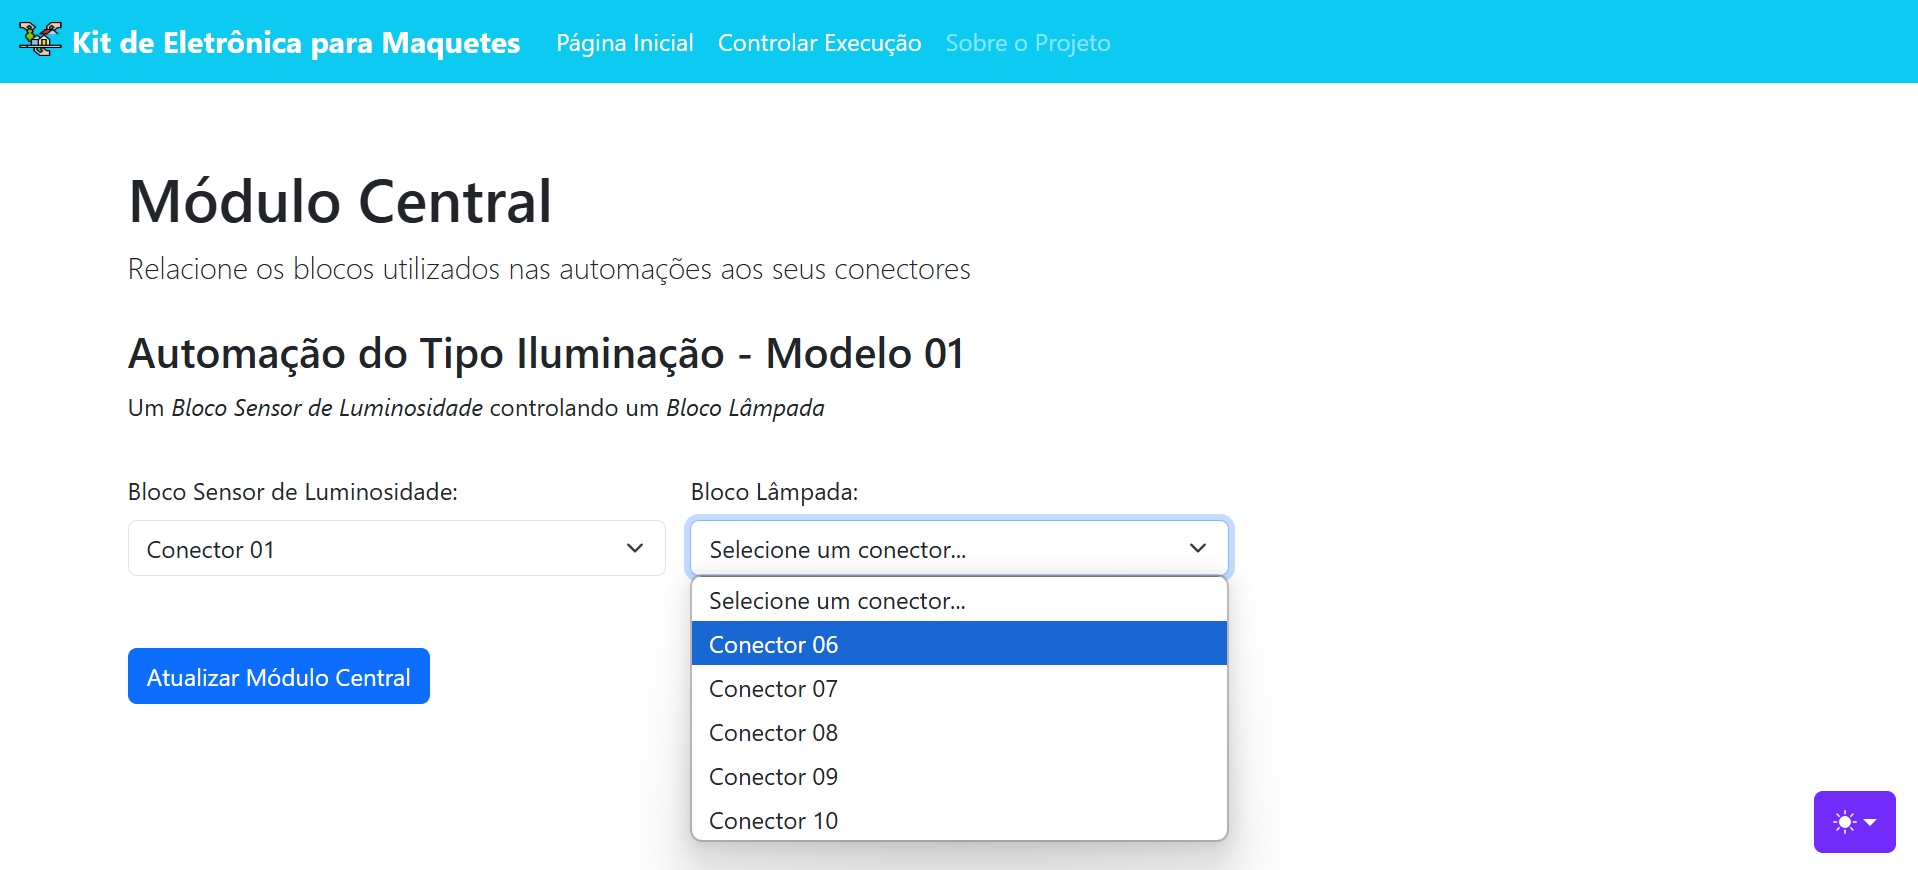 Kit de Eletrônica para Maquetes Página Inicial Controlar Execução Sobre o Projeto
Módulo Central
Relacione os blocos utilizados nas automações aos seus conectores
Automação do Tipo Iluminação - Modelo 01
Um Bloco Sensor de Luminosidade controlando um Bloco Lâmpada
Bloco Sensor de Luminosidade:
Conector 01
Bloco Lâmpada:
Selecione um conector...
Selecione um conector...
Conector 06
Conector 07
Conector 08
Conector 09
Conector 10
Atualizar Módulo Central